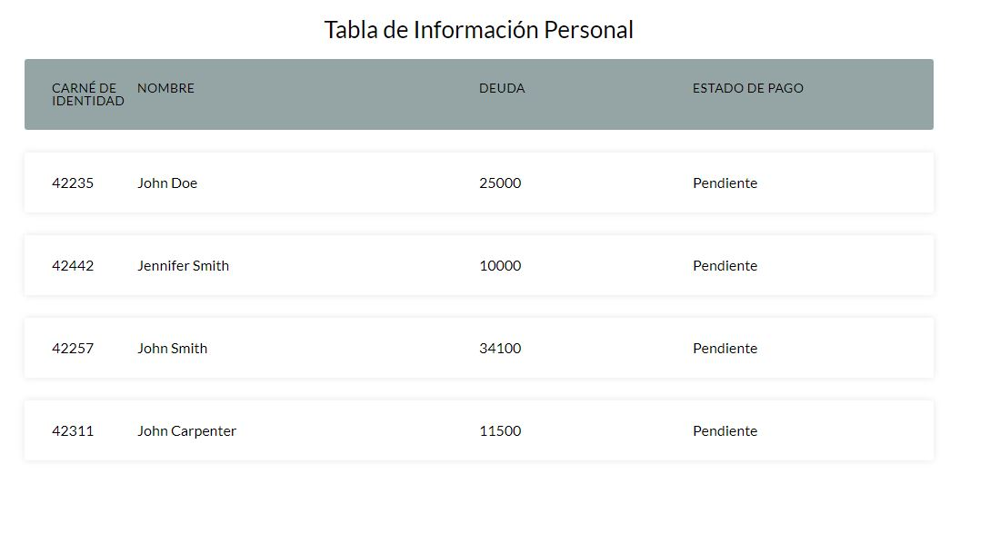 Tabla de Información Personal
CARNÉ DE IDENTIDAD NOMBRE DEUDA ESTADO DE PAGO
42235 John Doe 25000 Pendiente
42442 Jennifer Smith 10000 Pendiente
42257 John Smith 34100 Pendiente
42311 John Carpenter 11500 Pendiente